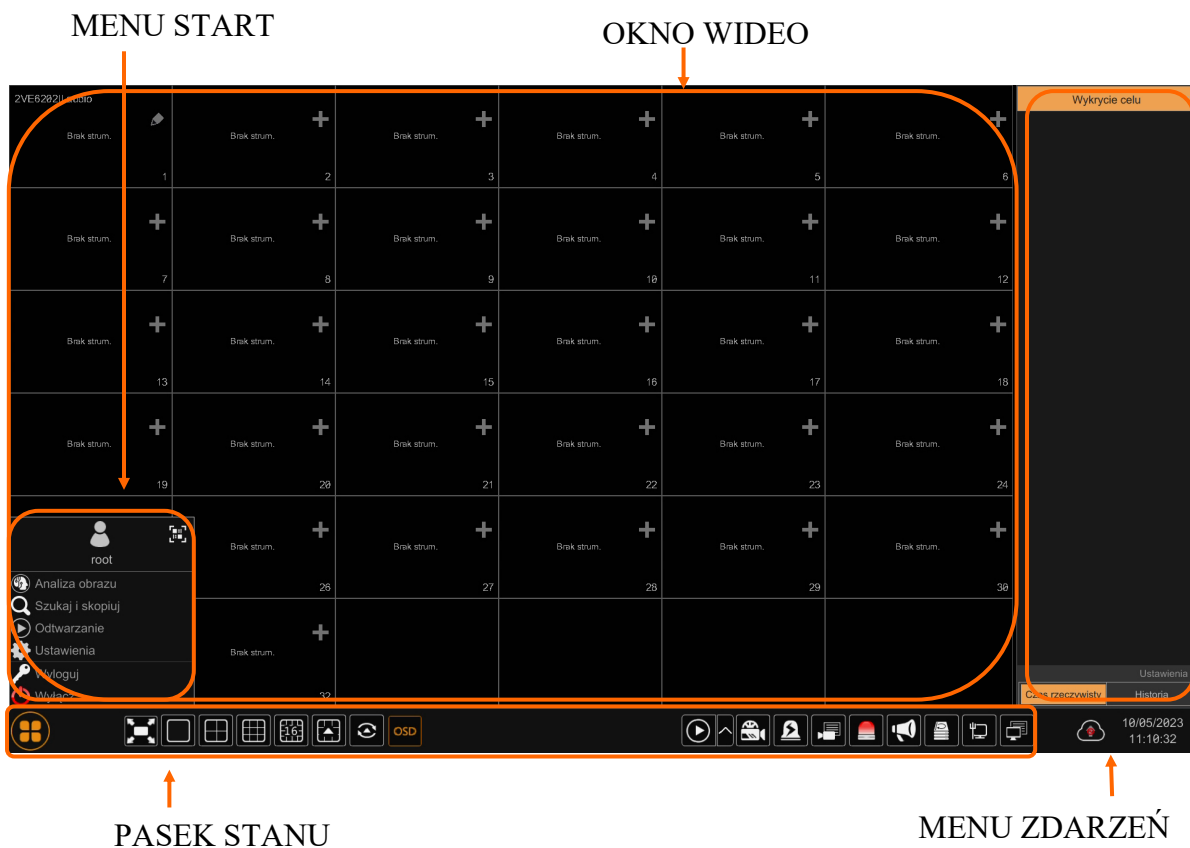 MENU START
OKNO WIDEO
Wykrycie celu
Brak strum.
1
Brak strum.
2
Brak strum.
3
Brak strum.
4
Brak strum.
5
Brak strum.
6
Brak strum.
7
Brak strum.
8
Brak strum.
9
Brak strum.
10
Brak strum.
11
Brak strum.
12
Brak strum.
13
Brak strum.
14
Brak strum.
15
Brak strum.
16
Brak strum.
17
Brak strum.
18
Brak strum.
19
Brak strum.
20
Brak strum.
21
Brak strum.
22
Brak strum.
23
Brak strum.
24
Brak strum.
26
Brak strum.
27
Brak strum.
28
Brak strum.
29
Brak strum.
30
Brak strum.
32
root
Analiza obrazu
Szukaj i skopiuj
Odtwarzanie
Ustawienia
Wyloguj
Wyłącz
Ustawienia
Czas rzeczywisty
Historia
16
OSD
10/05/2023
11:10:32
PASEK STANU
MENU ZDARZEŃ